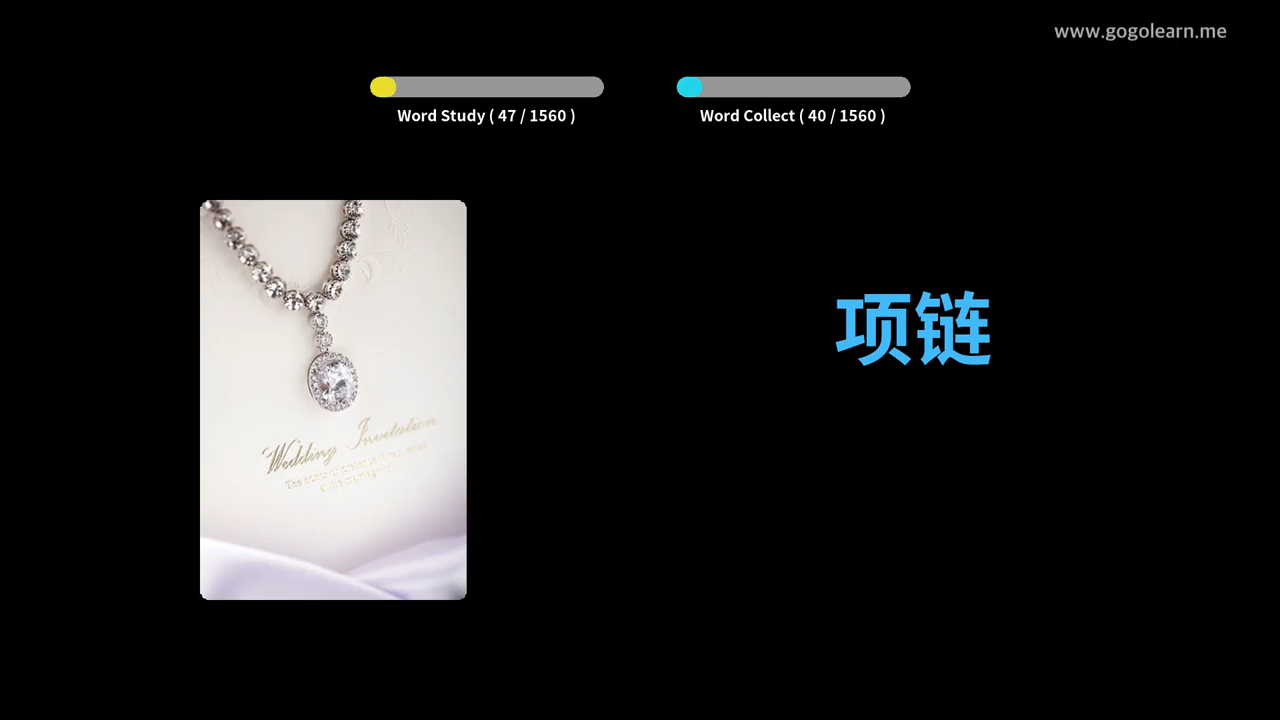 www.gogolearn.me
Word Study ( 47 / 1560 )
Word Collect ( 40 / 1560 )
项链
Wedding Invitation